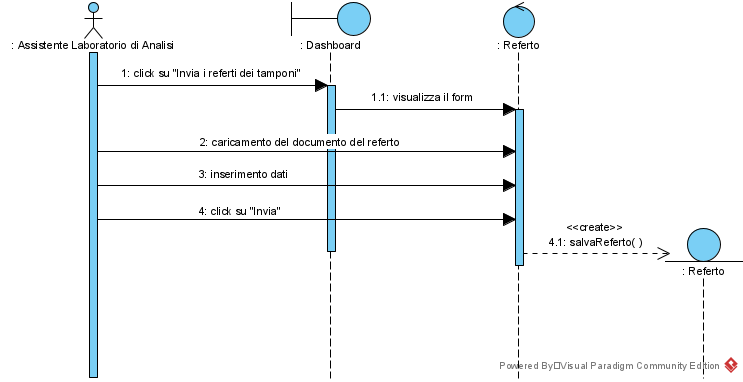 : Assistente Laboratorio di Analisi
: Dashboard
: Referto
1: click su "Invia i referti dei tamponi"
1.1: visualizza il form
2: caricamento del documento del referto
3: inserimento dati
4: click su "Invia"
<<create>>
4.1: salvaReferto( )
: Referto
Powered By Visual Paradigm Community Edition